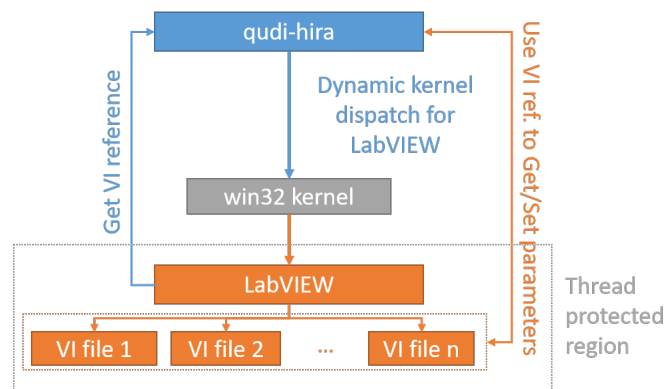 qudi-hira
Dynamic kernel
dispatch for
LabVIEW
Get VI reference
Use VI ref. to Get/Set parameters
win32 kernel
LabVIEW
Thread
protected
region
VI file 1
VI file 2
...
VI file n